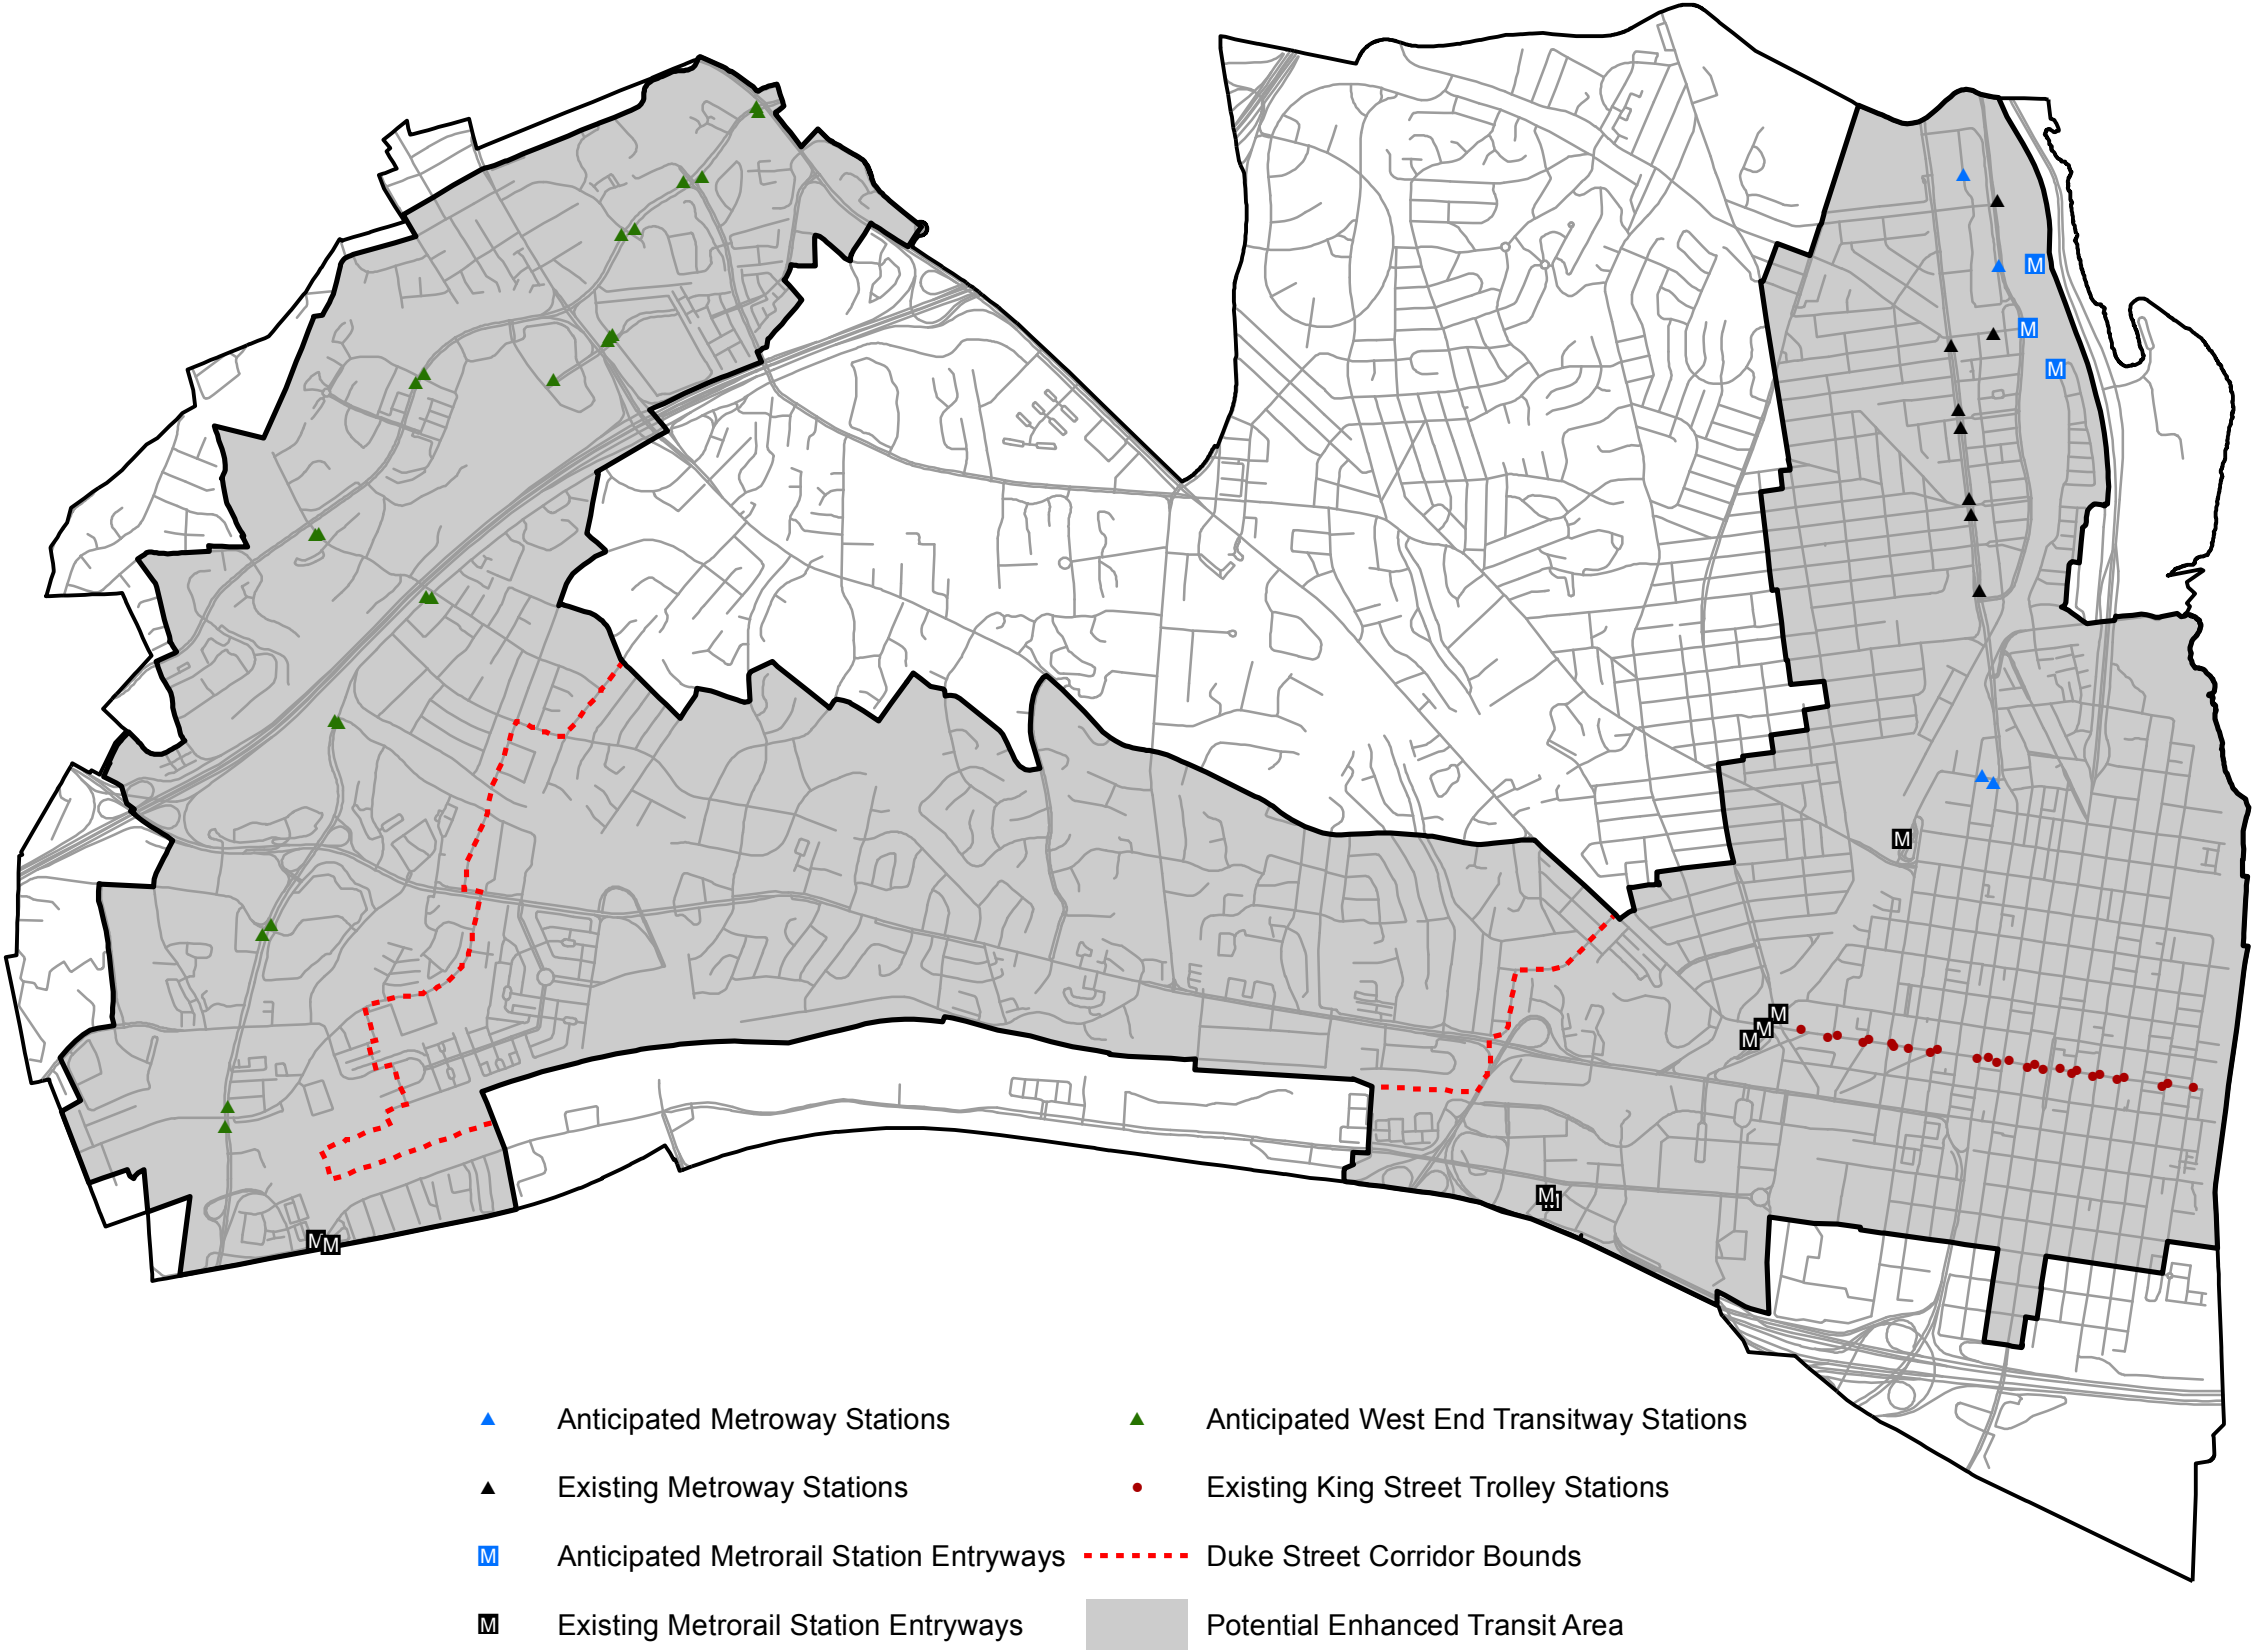 M
M
M
M
M
M
M
M
M
M
M
M
Anticipated Metroway Stations
Anticipated West End Transitway Stations
Existing Metroway Stations
Existing King Street Trolley Stations
M
Anticipated Metrorail Station Entryways
Duke Street Corridor Bounds
M
Existing Metrorail Station Entryways
Potential Enhanced Transit Area